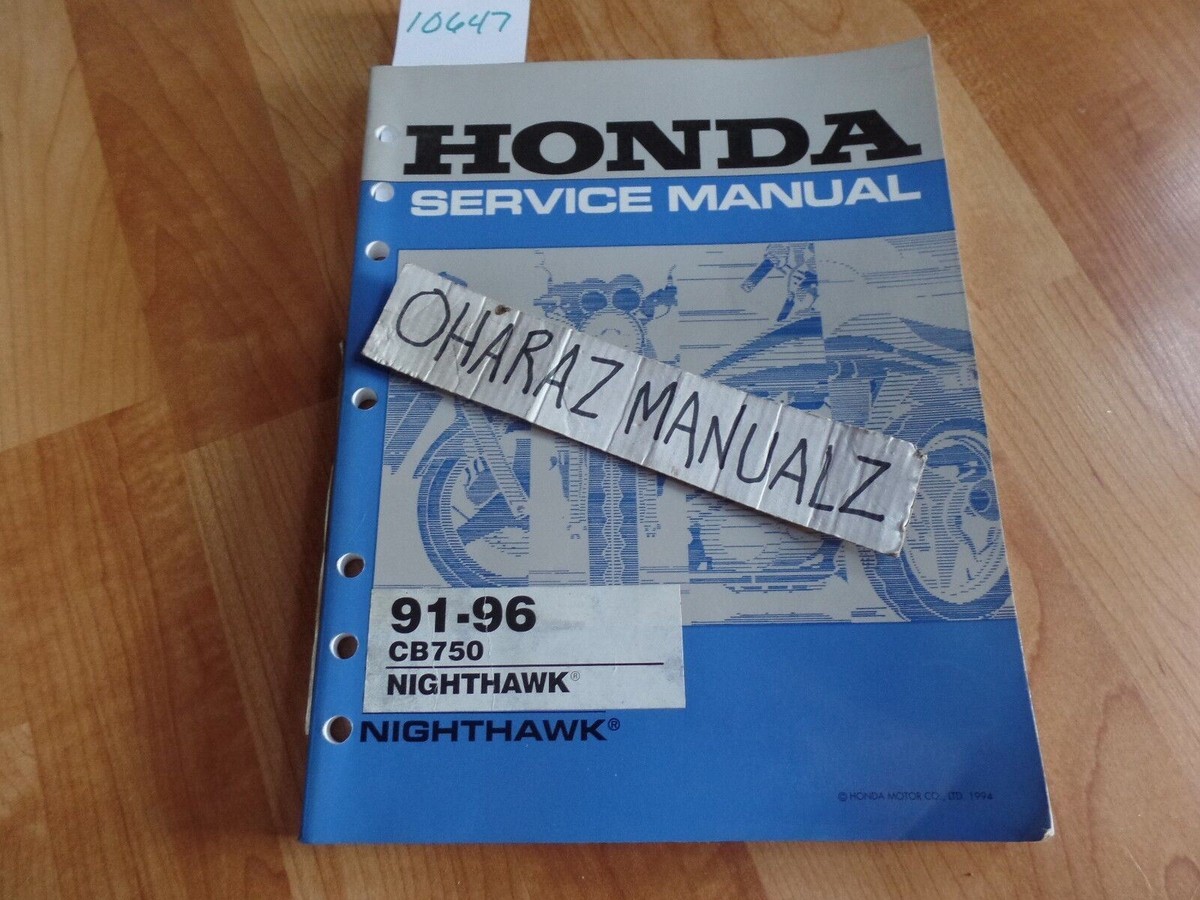 10647
HONDA
SERVICE MANUAL
OHARAZ MANUALZ
91-96
CB750
NIGHTHAWK®
NIGHTHAWK®
© HONDA MOTOR CO., LTD. 1994